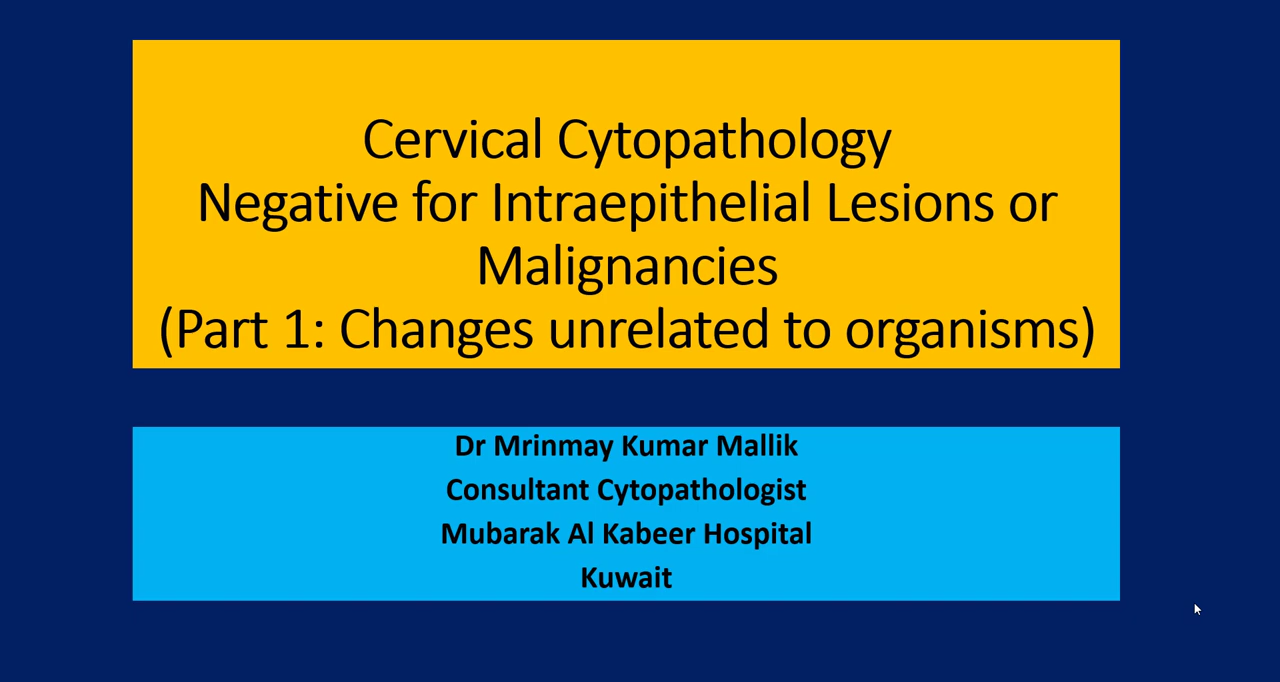 Cervical Cytopathology
Negative for Intraepithelial Lesions or
Malignancies
(Part 1: Changes unrelated to organisms)
Dr Mrinmay Kumar Mallik
Consultant Cytopathologist
Mubarak Al Kabeer Hospital
Kuwait